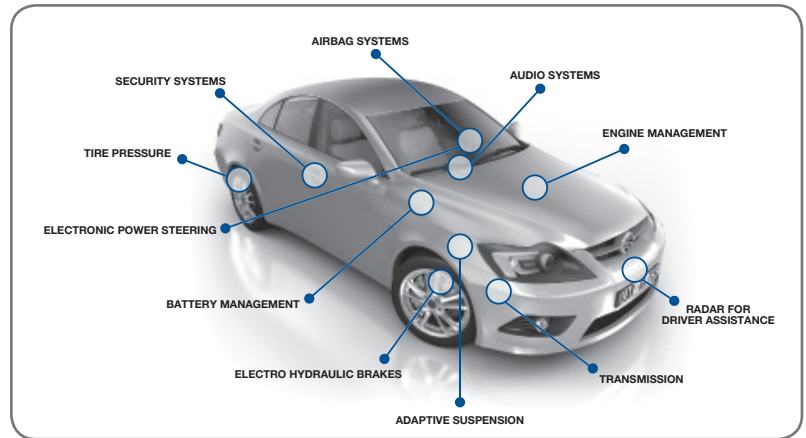 AIRBAG SYSTEMS
AUDIO SYSTEMS
SECURITY SYSTEMS
ENGINE MANAGEMENT
TIRE PRESSURE
ELECTRONIC POWER STEERING
BATTERY MANAGEMENT
RADAR FOR
DRIVER ASSISTANCE
ELECTRO HYDRAULIC BRAKES
TRANSMISSION
ADAPTIVE SUSPENSION